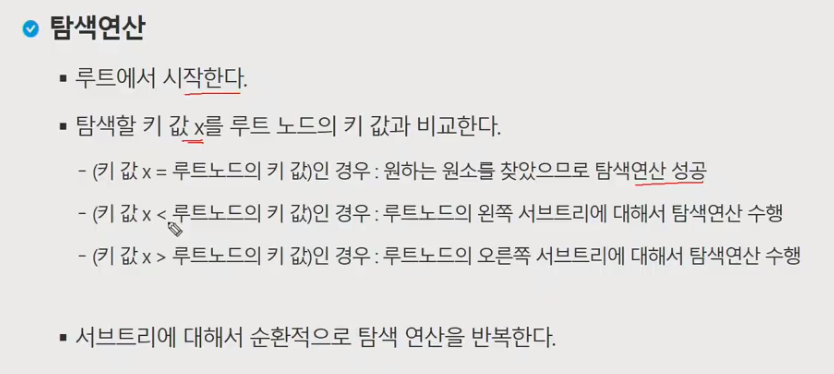 탐색연산
▪ 루트에서 시작한다.
▪ 탐색할 키 값 x를 루트 노드의 키 값과 비교한다.
- (키 값 x = 루트노드의 키 값)인 경우 : 원하는 원소를 찾았으므로 탐색연산 성공
- (키 값 x < 루트노드의 키 값)인 경우 : 루트노드의 왼쪽 서브트리에 대해서 탐색연산 수행
- (키 값 x > 루트노드의 키 값)인 경우 : 루트노드의 오른쪽 서브트리에 대해서 탐색연산 수행
▪ 서브트리에 대해서 순환적으로 탐색 연산을 반복한다.